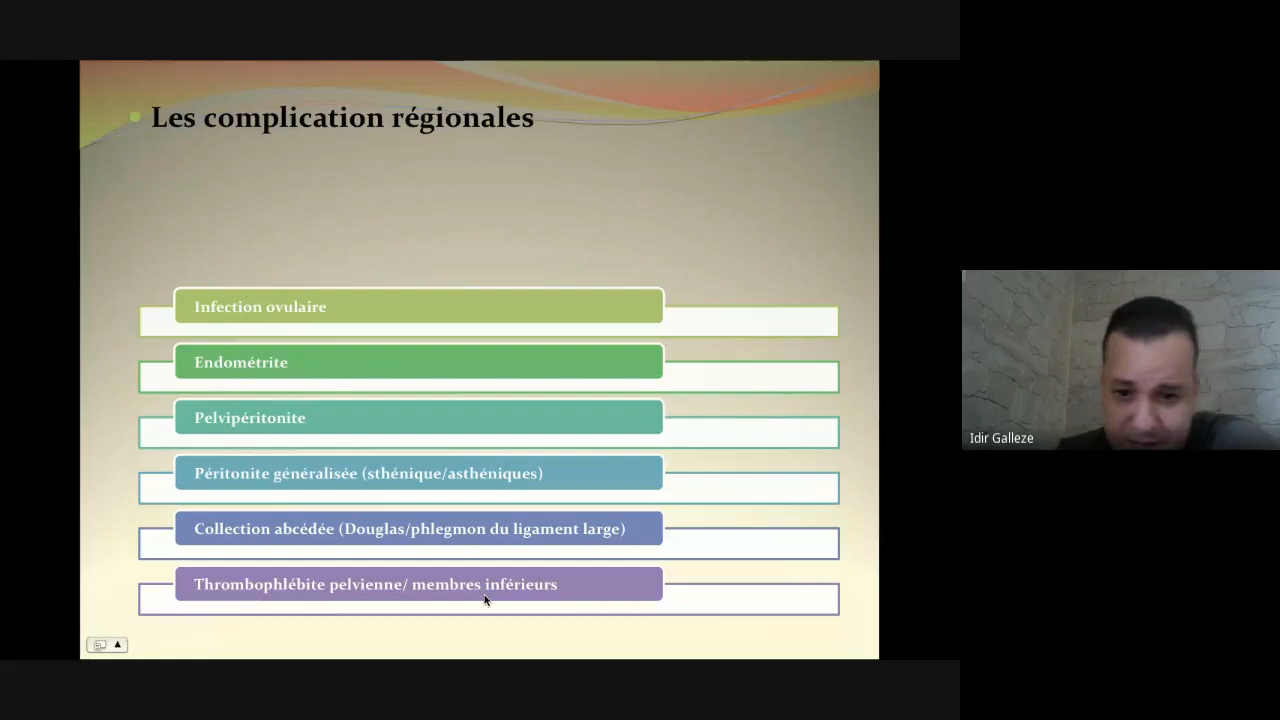 Les complication régionales
Infection ovulaire
Endométrite
Pelvipéritonite
Péritonite généralisée (sthénique/asthéniques)
Collection abcédée (Douglas/phlegmon du ligament large)
Thrombophlébite pelvienne/ membres inférieurs
Idir Galleze